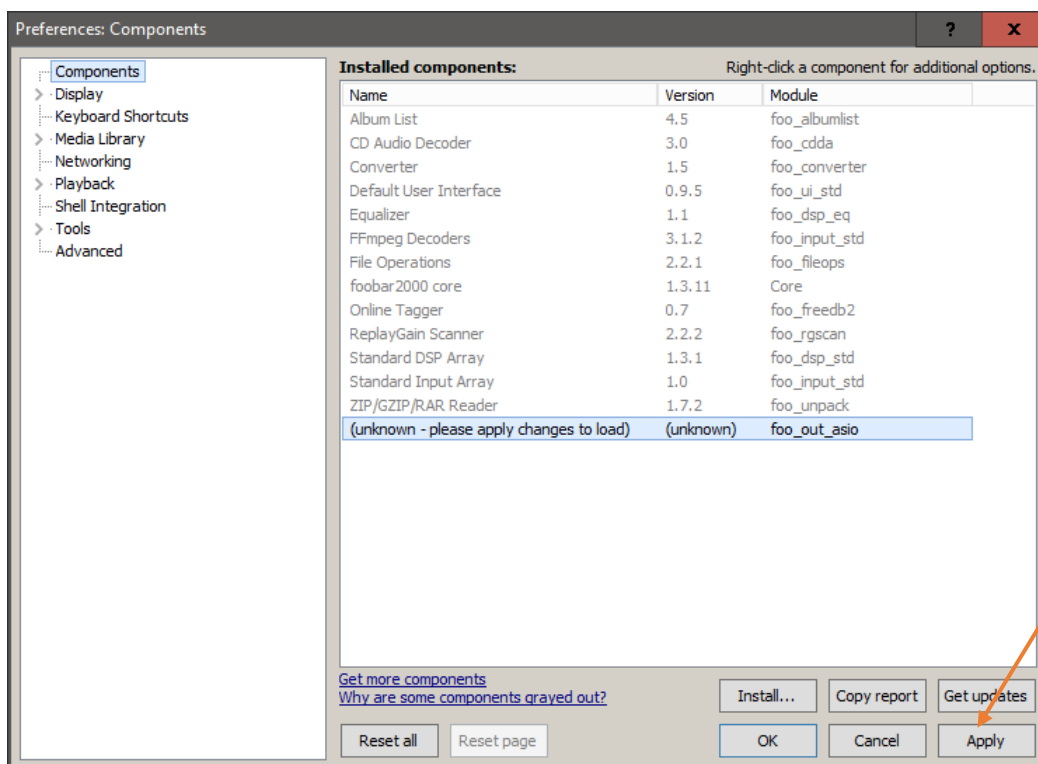 Preferences: Components ? x
Components
Display
Keyboard Shortcuts
Media Library
Networking
Playback
Shell Integration
Tools
Advanced
Installed components: Right-click a component for additional options.
Name Version Module
Album List 4.5 foo_albumlist
CD Audio Decoder 3.0 foo_cdda
Converter 1.5 foo_converter
Default User Interface 0.9.5 foo_ui_std
Equalizer 1.1 foo_dsp_eq
FFmpeg Decoders 3.1.2 foo_input_std
File Operations 2.2.1 foo_fileops
foobar2000 core 1.3.11 Core
Online Tagger 0.7 foo_freedb2
ReplayGain Scanner 2.2.2 foo_rgscan
Standard DSP Array 1.3.1 foo_dsp_std
Standard Input Array 1.0 foo_input_std
ZIP/GZIP/RAR Reader 1.7.2 foo_unpack
(unknown - please apply changes to load) (unknown) foo_out_asio
Get more components
Why are some components grayed out?
Install... Copy report Get updates
Reset all Reset page OK Cancel Apply